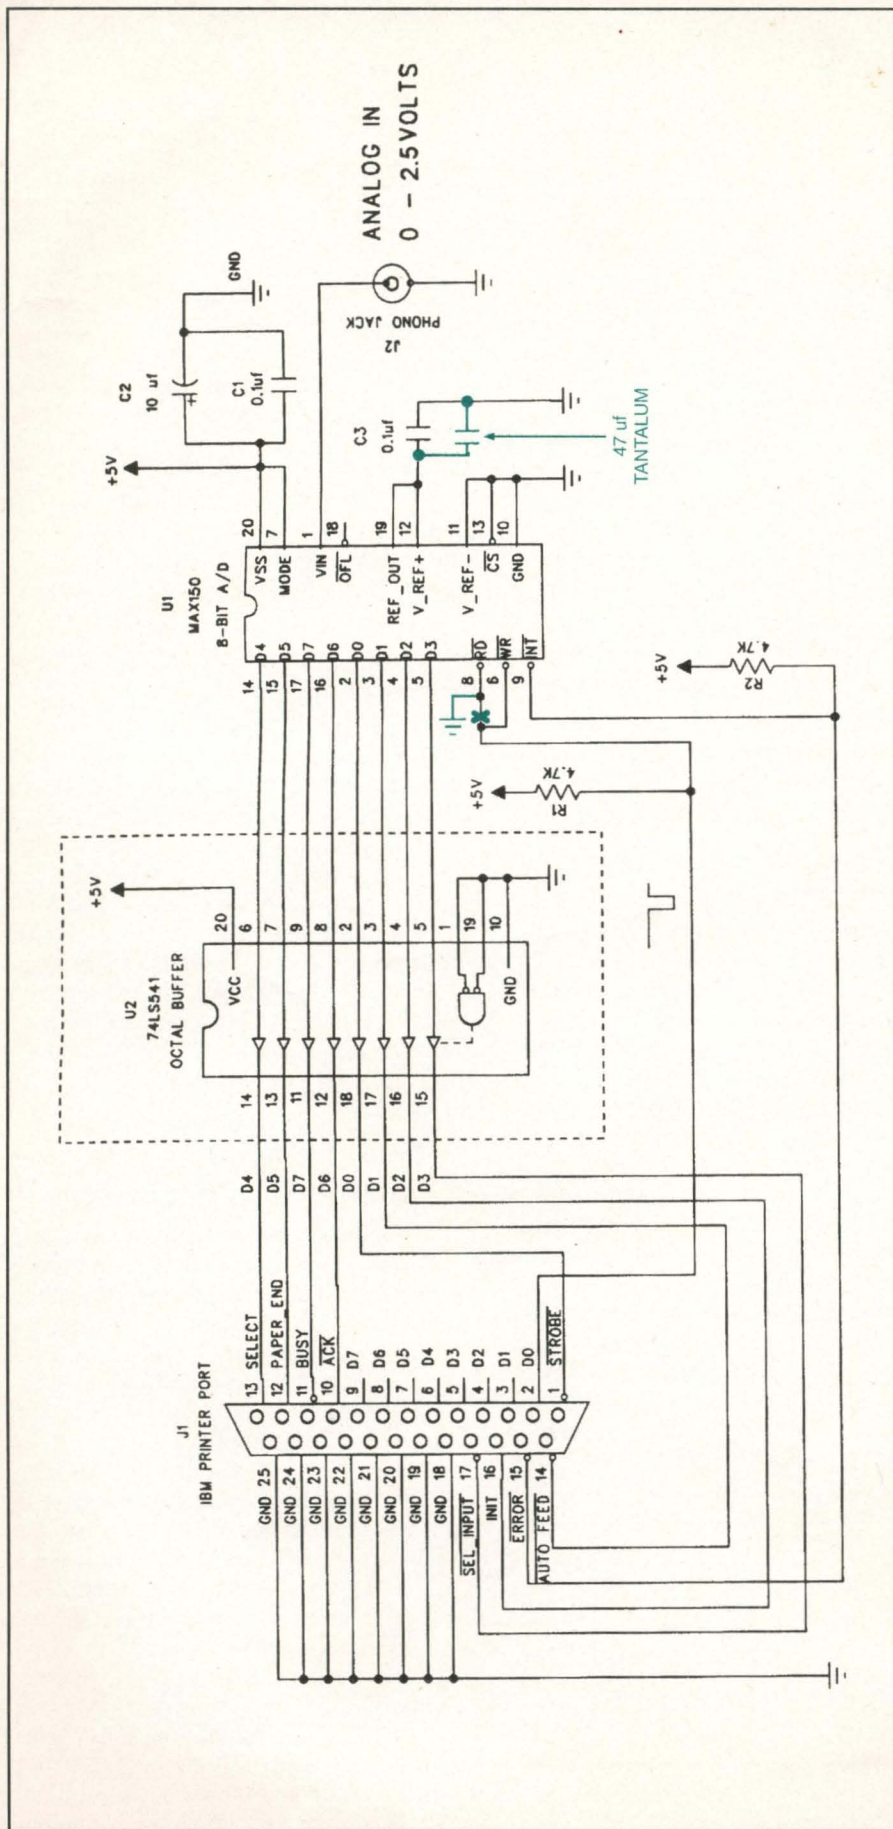 ANALOG IN
0 - 2.5 VOLTS
J2
PHONO JACK
GND
C2
10 uf
+
C1
0.1uf
+5V
C3
0.1uf
47 uf
TANTALUM
U1
MAX150
8-BIT A/D
20 VSS
7 MODE
1 VIN
18 OFL
19 REF_OUT
12 V_REF+
11 V_REF-
13 CS
10 GND
14 D4
15 D5
17 D7
16 D6
2 D0
3 D1
4 D2
5 D3
8 RD
6 WR
9 INT
+5V
4.7K
R2
+5V
4.7K
R1
+5V
U2
74LS541
OCTAL BUFFER
VCC
GND
20
6
7
9
8
2
3
4
5
1
19
10
14
13
11
12
18
17
16
15
D4
D5
D7
D6
D0
D1
D2
D3
J1
IBM PRINTER PORT
13 SELECT
12 PAPER_END
11 BUSY
10 ACK
9 D7
8 D6
7 D5
6 D4
5 D3
4 D2
3 D1
2 D0
1 STROBE
GND 25
GND 24
GND 23
GND 22
GND 21
GND 20
GND 19
GND 18
SEL_INPUT 17
INIT 16
ERROR 15
AUTO FEED 14